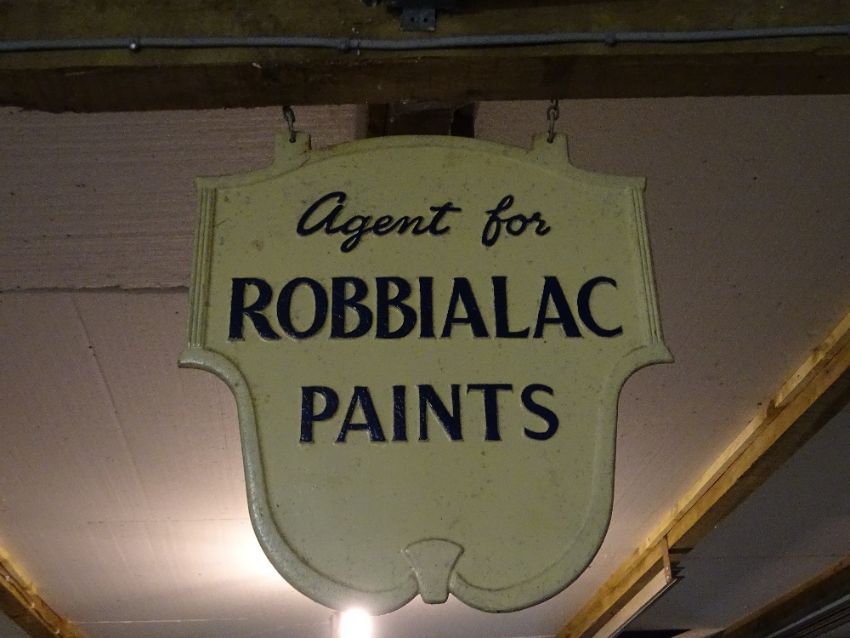 Agent for
ROBBIALAC
PAINTS